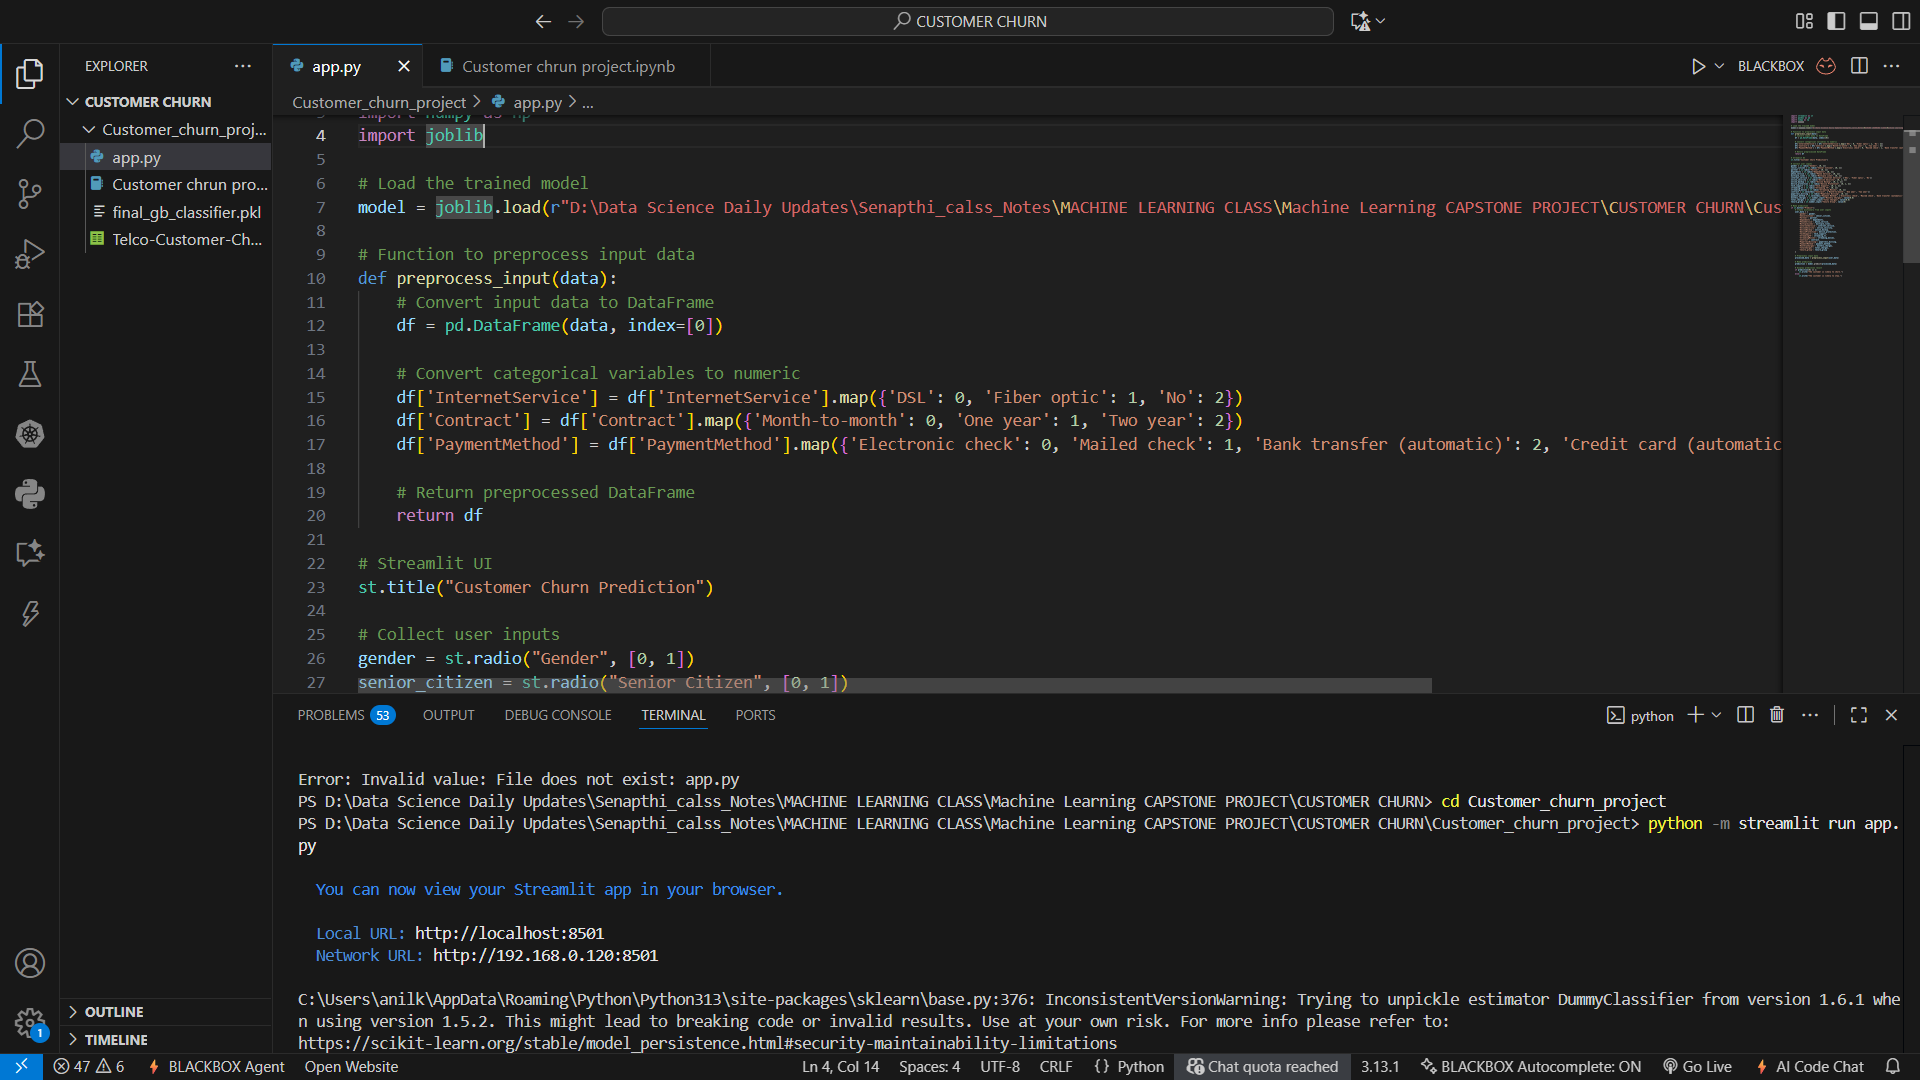 CUSTOMER CHURN
EXPLORER
CUSTOMER CHURN
Customer_churn_proj...
app.py
Customer chrun pro...
final_gb_classifier.pkl
Telco-Customer-Ch...
OUTLINE
TIMELINE
app.py
Customer chrun project.ipynb
BLACKBOX
Customer_churn_project > app.py > ...
3 import numpy as np
4 import joblib
5
6 # Load the trained model
7 model = joblib.load(r"D:\Data Science Daily Updates\Senapthi_calss_Notes\MACHINE LEARNING CLASS\Machine Learning CAPSTONE PROJECT\CUSTOMER CHURN\Cus
8
9 # Function to preprocess input data
10 def preprocess_input(data):
11 # Convert input data to DataFrame
12 df = pd.DataFrame(data, index=[0])
13
14 # Convert categorical variables to numeric
15 df['InternetService'] = df['InternetService'].map({'DSL': 0, 'Fiber optic': 1, 'No': 2})
16 df['Contract'] = df['Contract'].map({'Month-to-month': 0, 'One year': 1, 'Two year': 2})
17 df['PaymentMethod'] = df['PaymentMethod'].map({'Electronic check': 0, 'Mailed check': 1, 'Bank transfer (automatic)': 2, 'Credit card (automatic
18
19 # Return preprocessed DataFrame
20 return df
21
22 # Streamlit UI
23 st.title("Customer Churn Prediction")
24
25 # Collect user inputs
26 gender = st.radio("Gender", [0, 1])
27 senior_citizen = st.radio("Senior Citizen", [0, 1])
PROBLEMS 53 OUTPUT DEBUG CONSOLE TERMINAL PORTS
python
Error: Invalid value: File does not exist: app.py
PS D:\Data Science Daily Updates\Senapthi_calss_Notes\MACHINE LEARNING CLASS\Machine Learning CAPSTONE PROJECT\CUSTOMER CHURN> cd Customer_churn_project
PS D:\Data Science Daily Updates\Senapthi_calss_Notes\MACHINE LEARNING CLASS\Machine Learning CAPSTONE PROJECT\CUSTOMER CHURN\Customer_churn_project> python -m streamlit run app.
py
You can now view your Streamlit app in your browser.
Local URL: http://localhost:8501
Network URL: http://192.168.0.120:8501
C:\Users\anilk\AppData\Roaming\Python\Python313\site-packages\sklearn\base.py:376: InconsistentVersionWarning: Trying to unpickle estimator DummyClassifier from version 1.6.1 whe
n using version 1.5.2. This might lead to breaking code or invalid results. Use at your own risk. For more info please refer to:
https://scikit-learn.org/stable/model_persistence.html#security-maintainability-limitations
1
47 6 BLACKBOX Agent Open Website Ln 4, Col 14 Spaces: 4 UTF-8 CRLF {} Python Chat quota reached 3.13.1 BLACKBOX Autocomplete: ON Go Live AI Code Chat